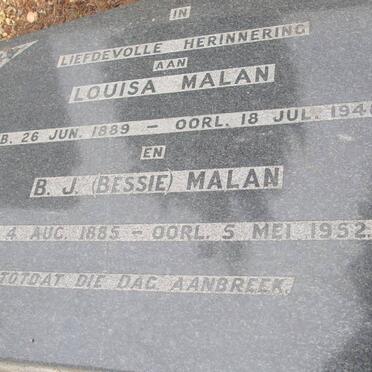 IN
LIEFDEVOLLE HERINNERING
AAN
LOUISA MALAN
B. 26 JUN. 1889 — OORL. 18 JUL.
EN
B. J. (BESSIE) MALAN
4 AUG. 1885 — OORL. 5 MEI 1952.
TOTDAT DIE DAG AANBREEK.